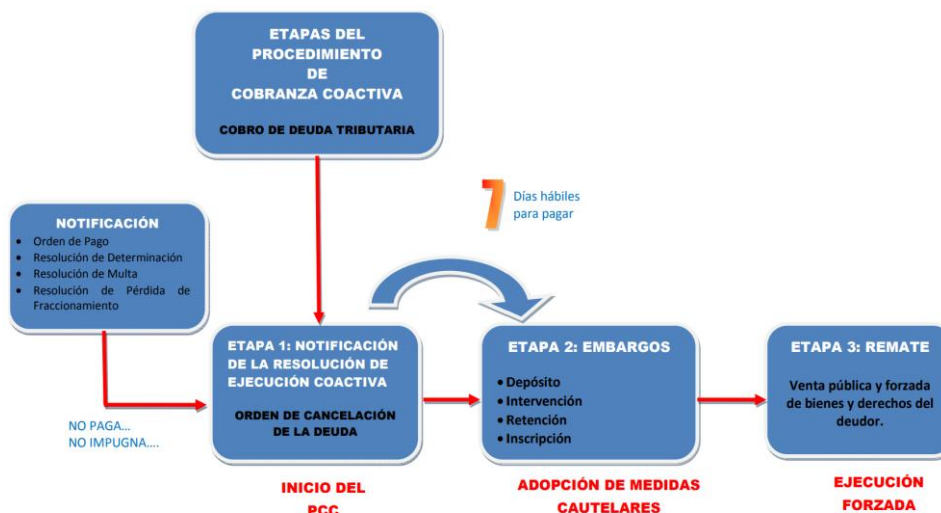 ETAPAS DEL
PROCEDIMIENTO
DE
COBRANZA COACTIVA
COBRO DE DEUDA TRIBUTARIA
7
Días hábiles
para pagar
NOTIFICACIÓN
• Orden de Pago
• Resolución de Determinación
• Resolución de Multa
• Resolución de Pérdida de
Fraccionamiento
NO PAGA...
NO IMPUGNA....
ETAPA 1: NOTIFICACIÓN
DE LA RESOLUCIÓN DE
EJECUCIÓN COACTIVA
ORDEN DE CANCELACIÓN
DE LA DEUDA
INICIO DEL
PCC
ETAPA 2: EMBARGOS
• Depósito
• Intervención
• Retención
• Inscripción
ADOPCIÓN DE MEDIDAS
CAUTELARES
ETAPA 3: REMATE
Venta pública y forzada
de bienes y derechos del
deudor.
EJECUCIÓN
FORZADA